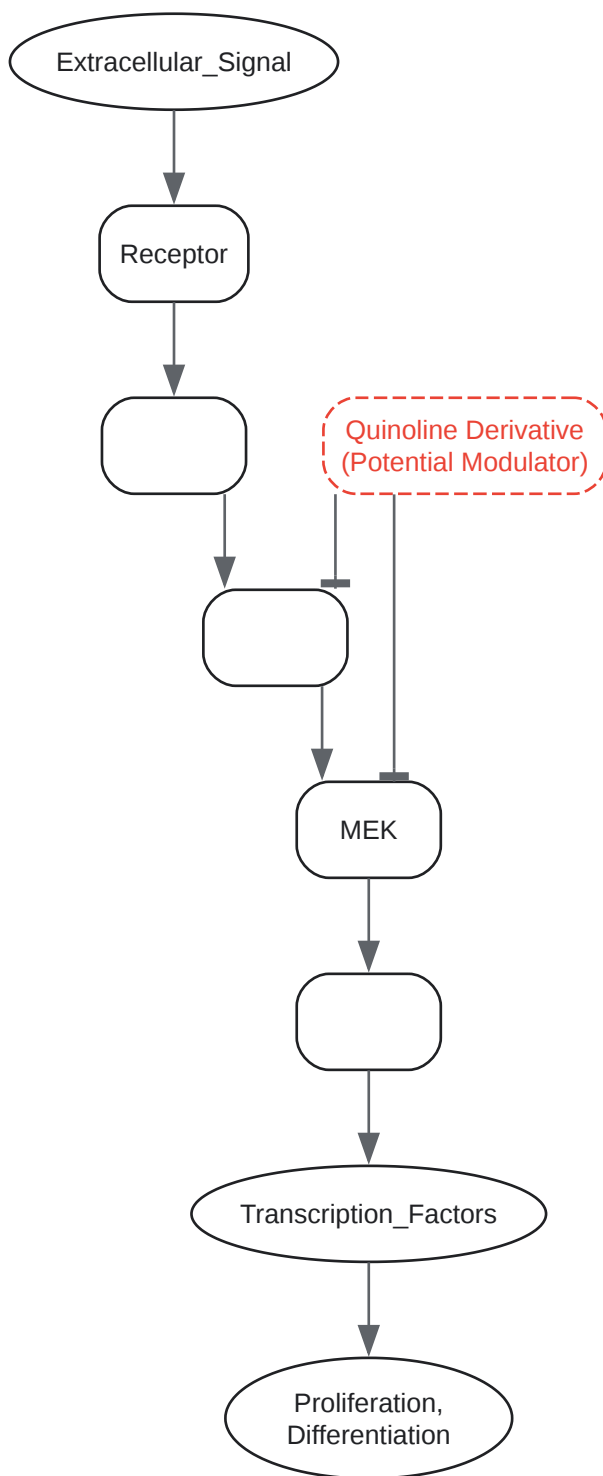 Extracellular_Signal
Receptor
Quinoline Derivative
(Potential Modulator)
MEK
Transcription_Factors
Proliferation,
Differentiation